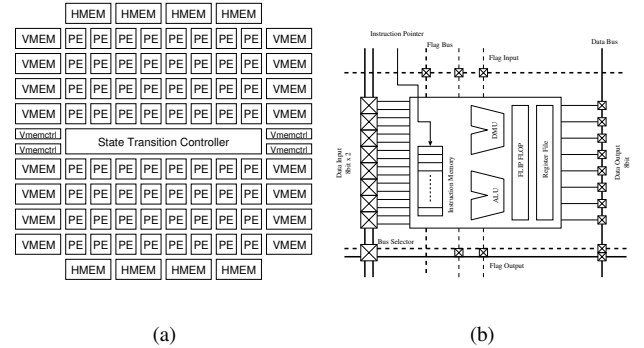 HMEM HMEM HMEM HMEM
VMEM PE PE PE PE PE PE PE PE VMEM
VMEM PE PE PE PE PE PE PE PE VMEM
VMEM PE PE PE PE PE PE PE PE VMEM
VMEM PE PE PE PE PE PE PE PE VMEM
Vmemctrl State Transition Controller Vmemctrl
Vmemctrl Vmemctrl
VMEM PE PE PE PE PE PE PE PE VMEM
VMEM PE PE PE PE PE PE PE PE VMEM
VMEM PE PE PE PE PE PE PE PE VMEM
VMEM PE PE PE PE PE PE PE PE VMEM
HMEM HMEM HMEM HMEM
(a)
Instruction Pointer
Flag Bus
Flag Input
Data Bus
Data Input
8bit x 2
Instruction Memory
DMU
ALU
FLIP FLOP
Register File
Data Output
8bit
Bus Selector
Flag Output
(b)